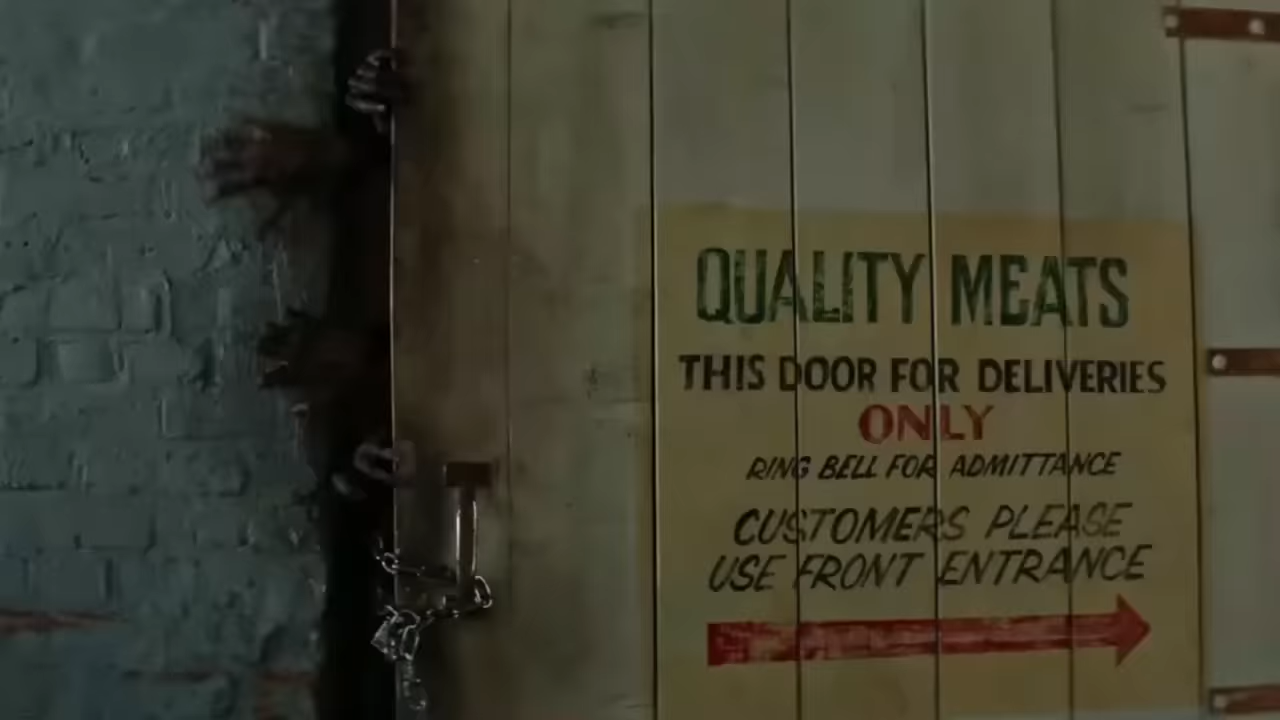 QUALITY MEATS
THIS DOOR FOR DELIVERIES
ONLY
RING BELL FOR ADMITTANCE
CUSTOMERS PLEASE
USE FRONT ENTRANCE